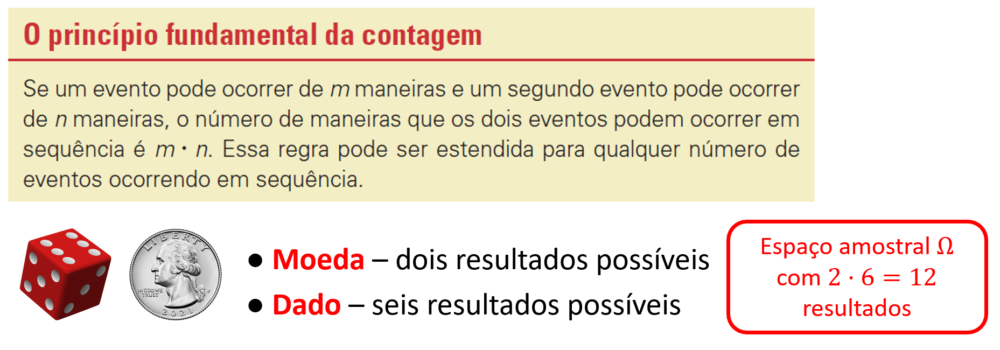 O princípio fundamental da contagem
Se um evento pode ocorrer de m maneiras e um segundo evento pode ocorrer
de n maneiras, o número de maneiras que os dois eventos podem ocorrer em
sequência é m · n. Essa regra pode ser estendida para qualquer número de
eventos ocorrendo em sequência.
LIBERTY
IN GOD WE
TRUST
P
2021
● Moeda – dois resultados possíveis
● Dado – seis resultados possíveis
Espaço amostral Ω
com 2 · 6 = 12
resultados